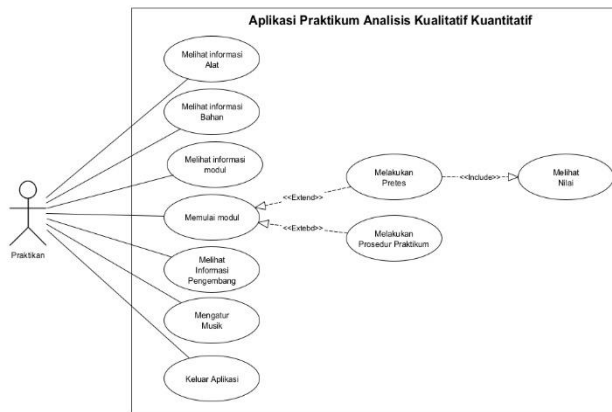 Aplikasi Praktikum Analisis Kualitatif Kuantitatif
Melihat informasi
Alat
Melihat informasi
Bahan
Melihat informasi
modul
Memulai modul
Melihat
Informasi
Pengembang
Mengatur
Musik
Keluar Aplikasi
Praktikan
<<Extend>>
<<Extebd>>
Melakukan
Pretes
Melakukan
Prosedur Praktikum
<<Include>>
Melihat
Nilai